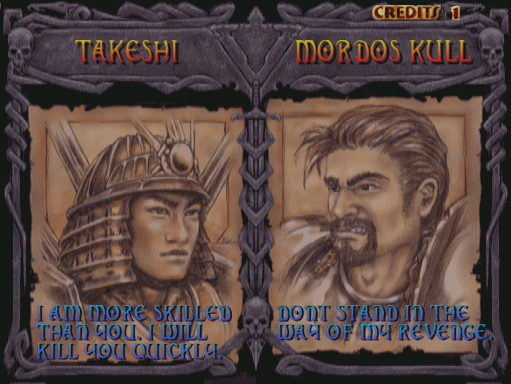 CREDITS 1
TAKESHI
MORDOS KULL
I AM MORE SKILLED
THAN YOU. I WILL
KILL YOU QUICKLY.
DONT STAND IN THE
WAY OF MY REVENGE.